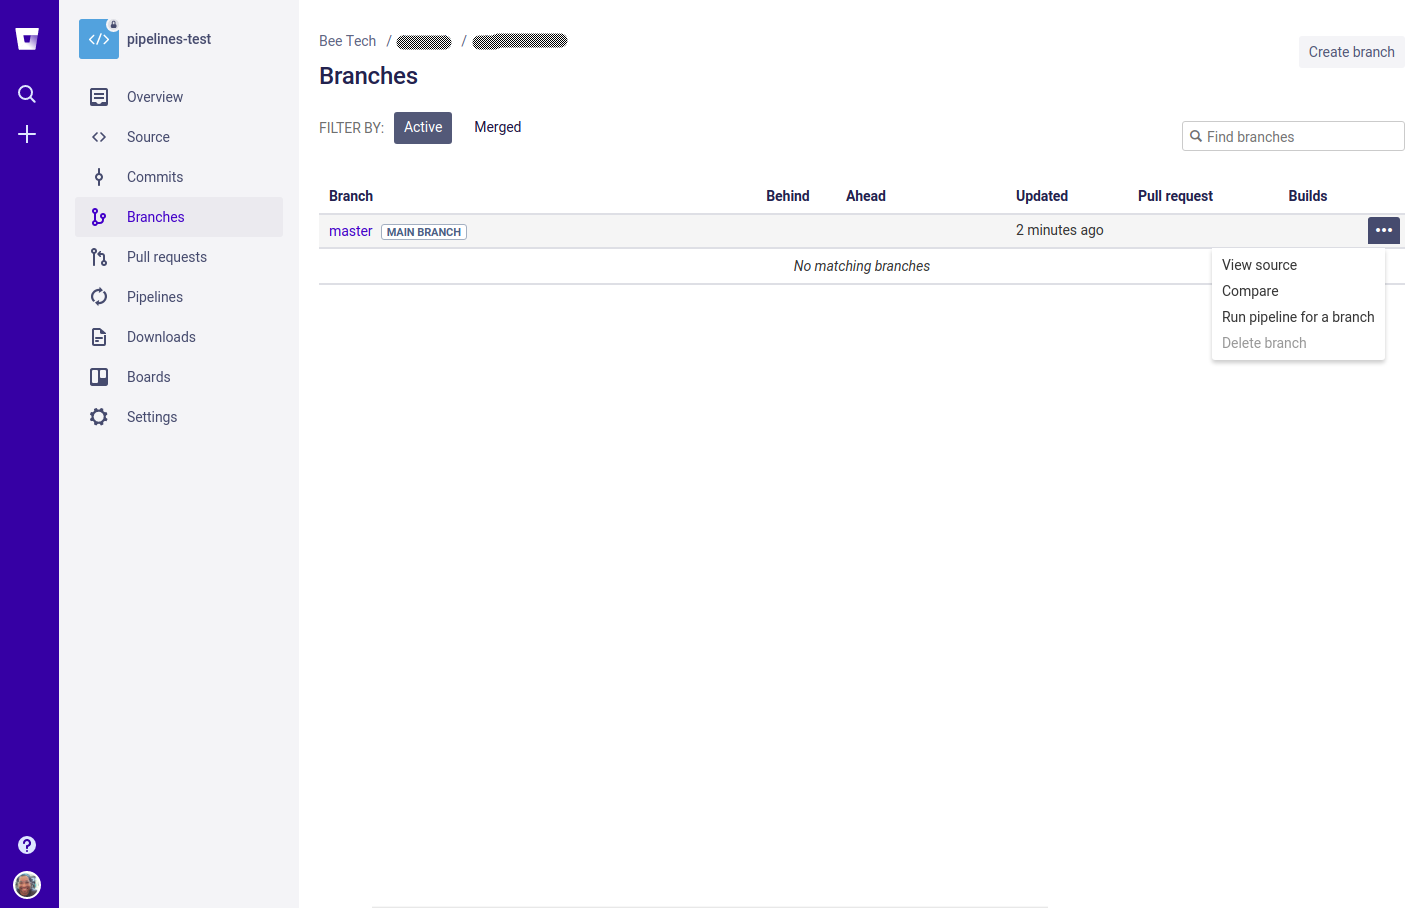 pipelines-test
Overview
Source
Commits
Branches
Pull requests
Pipelines
Downloads
Boards
Settings
Bee Tech / /
Create branch
Branches
FILTER BY: Active Merged
Find branches
Branch Behind Ahead Updated Pull request Builds
master MAIN BRANCH 2 minutes ago
No matching branches
View source
Compare
Run pipeline for a branch
Delete branch